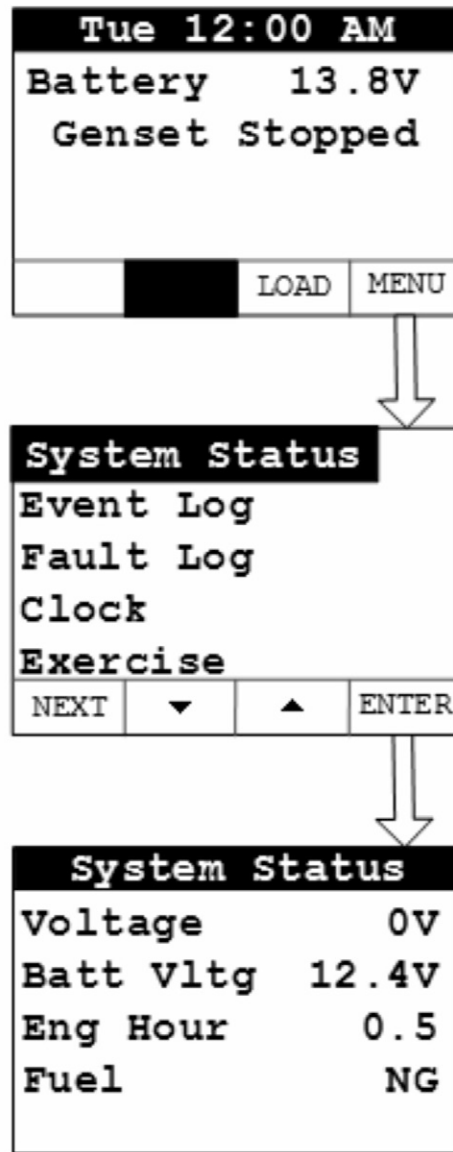 Tue 12:00 AM
Battery 13.8V
Genset Stopped
LOAD MENU
System Status
Event Log
Fault Log
Clock
Exercise
NEXT ▼ ▲ ENTER
System Status
Voltage 0V
Batt Vltg 12.4V
Eng Hour 0.5
Fuel NG